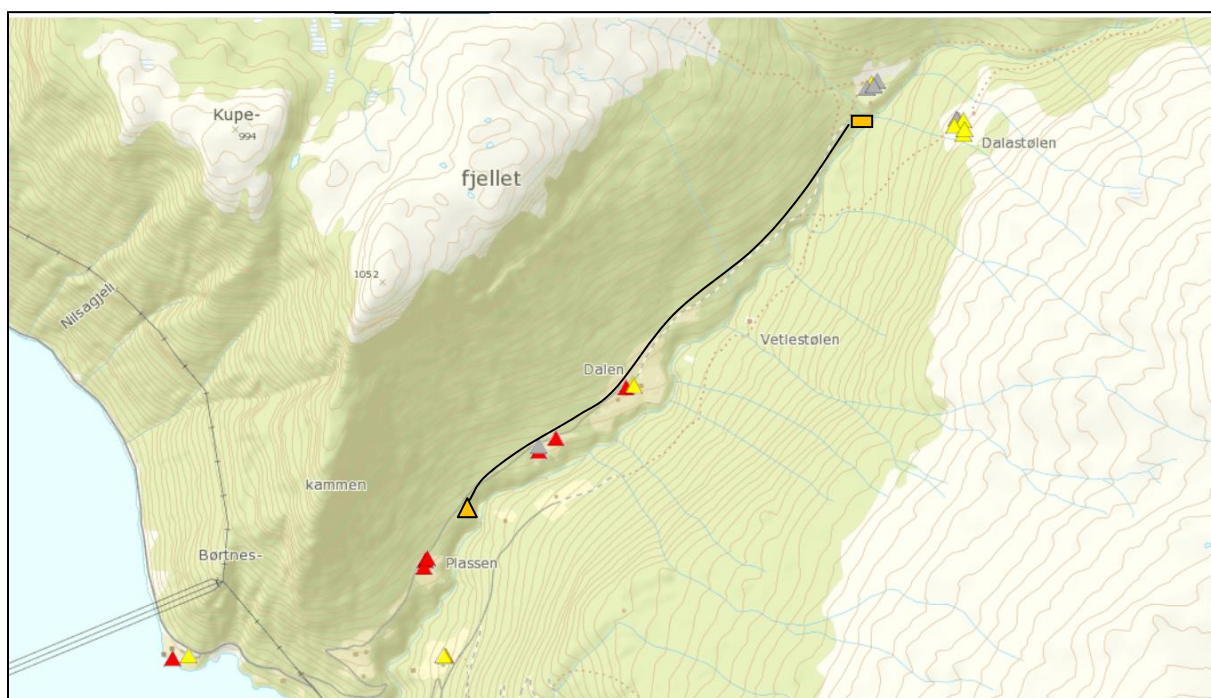 Kupe-
994
Dalastølen
fjellet
1052
Nilsagjeli
Vetlestølen
Dalen
kammen
Børtnes-
Plassen